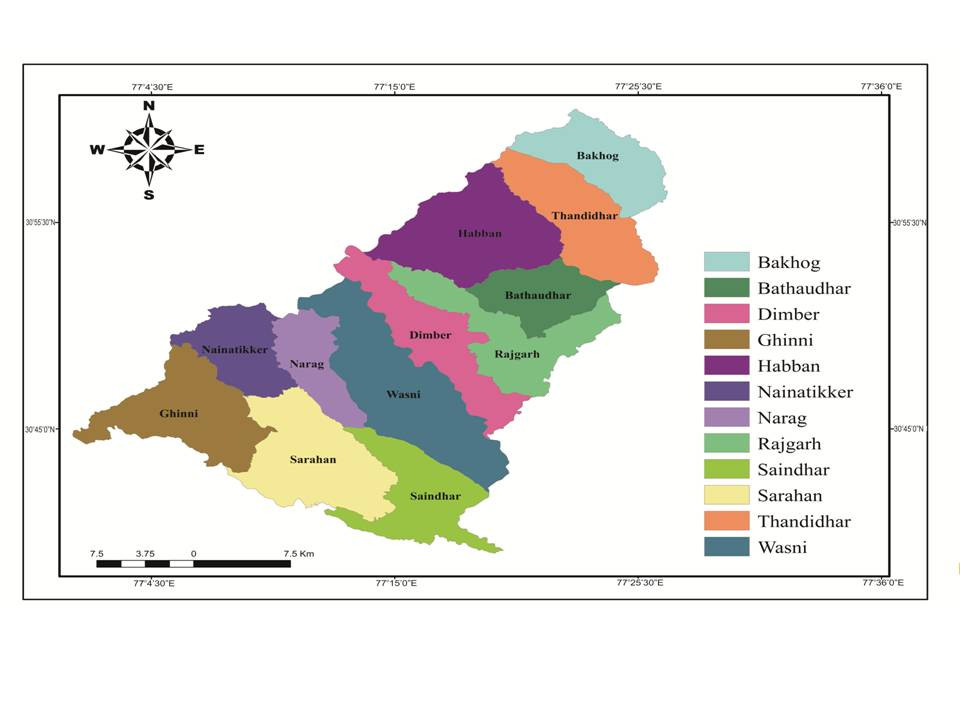 77°4'30"E 77°15'0"E 77°25'30"E 77°36'0"E
N
W E
S
Bakhog
30°55'30"N Thandidhar 30°55'30"N
Habban
Bathaudhar
Dimber
Nainatikker
Rajgarh
Narag
Wasni
Ghinni
30°45'0"N 30°45'0"N
Sarahan
Saindhar
Bakhog
Bathaudhar
Dimber
Ghinni
Habban
Nainatikker
Narag
Rajgarh
Saindhar
Sarahan
Thandidhar
Wasni
7.5 3.75 0 7.5 Km
77°4'30"E 77°15'0"E 77°25'30"E 77°36'0"E